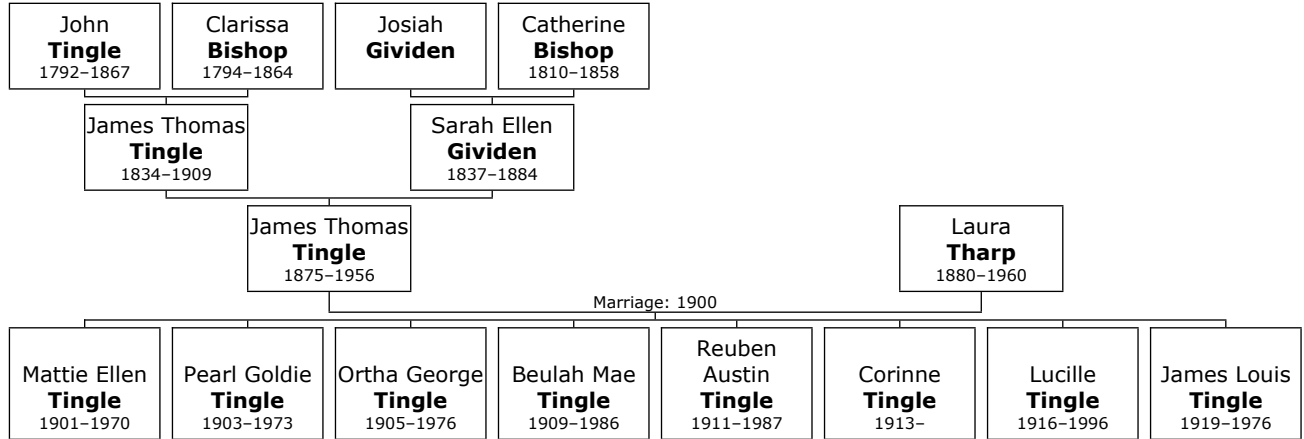 John
Tingle
1792–1867
Clarissa
Bishop
1794–1864
Josiah
Gividen
Catherine
Bishop
1810–1858
James Thomas
Tingle
1834–1909
Sarah Ellen
Gividen
1837–1884
James Thomas
Tingle
1875–1956
Laura
Tharp
1880–1960
Marriage: 1900
Mattie Ellen
Tingle
1901–1970
Pearl Goldie
Tingle
1903–1973
Ortha George
Tingle
1905–1976
Beulah Mae
Tingle
1909–1986
Reuben
Austin
Tingle
1911–1987
Corinne
Tingle
1913–
Lucille
Tingle
1916–1996
James Louis
Tingle
1919–1976